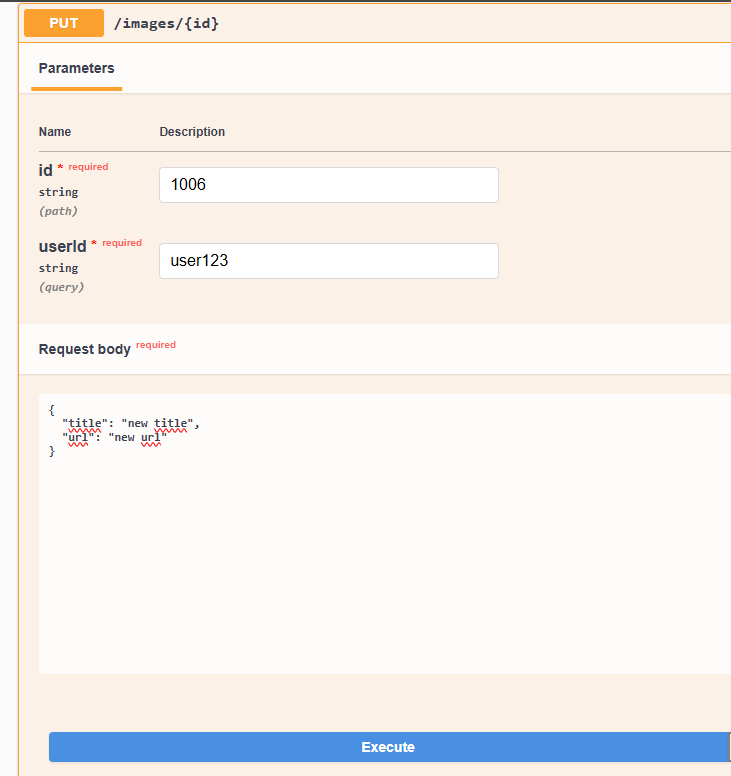 PUT /images/{id}
Parameters
Name Description
id * required
string
(path)
1006
userId * required
string
(query)
user123
Request body required
{
  "title": "new title",
  "url": "new url"
}
Execute